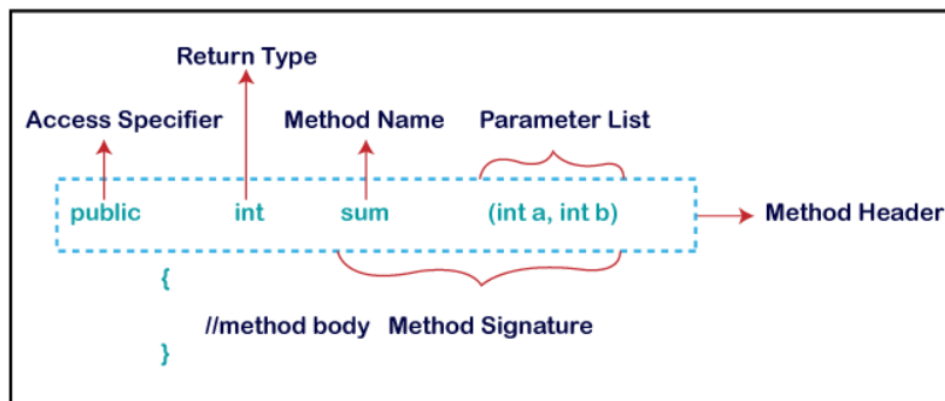 Return Type
Access Specifier Method Name Parameter List
public int sum (int a, int b) Method Header
{
//method body Method Signature
}